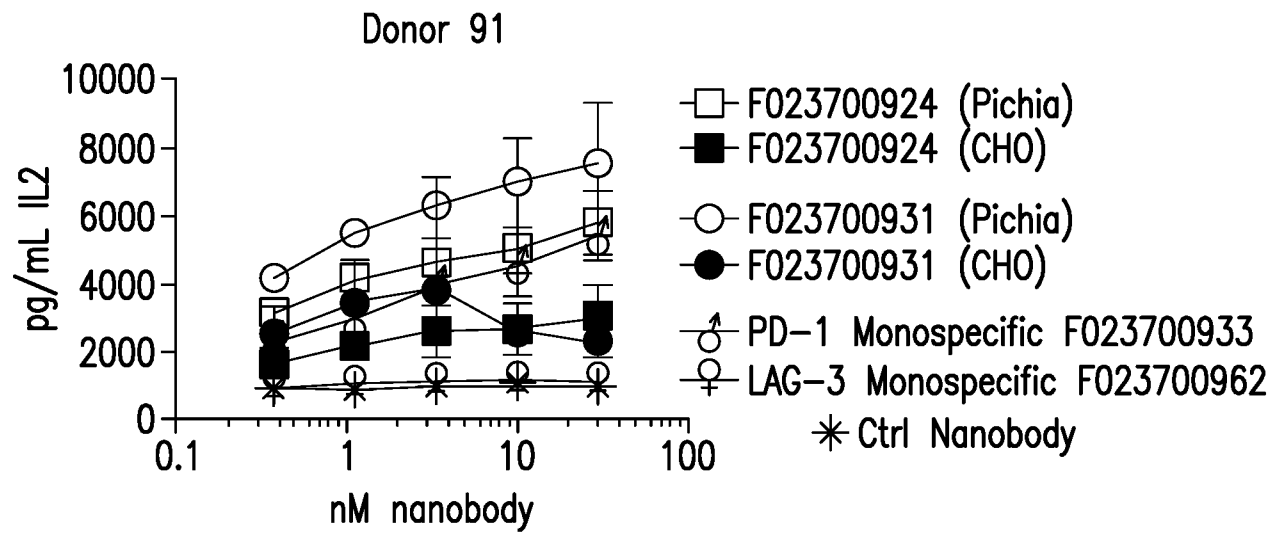 Donor 91
10000
8000
6000
4000
2000
0
pg/mL IL2
0.1
1
10
100
nM nanobody
F023700924 (Pichia)
F023700924 (CHO)
F023700931 (Pichia)
F023700931 (CHO)
PD-1 Monospecific F023700933
LAG-3 Monospecific F023700962
Ctrl Nanobody